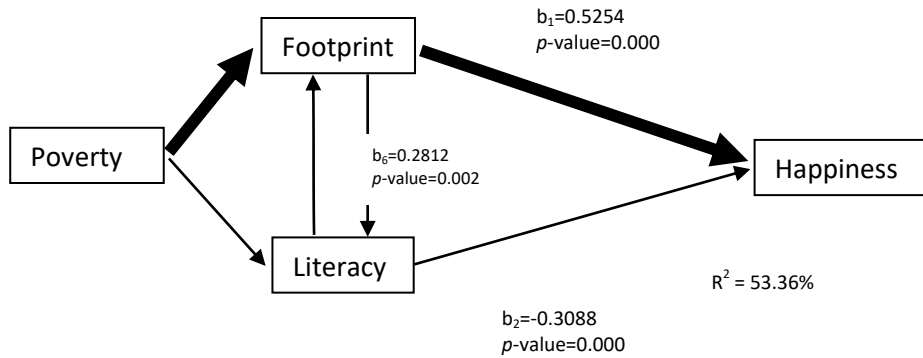 b₁=0.5254
p-value=0.000
Footprint
Poverty
b₆=0.2812
p-value=0.002
Happiness
Literacy
R² = 53.36%
b₂=-0.3088
p-value=0.000